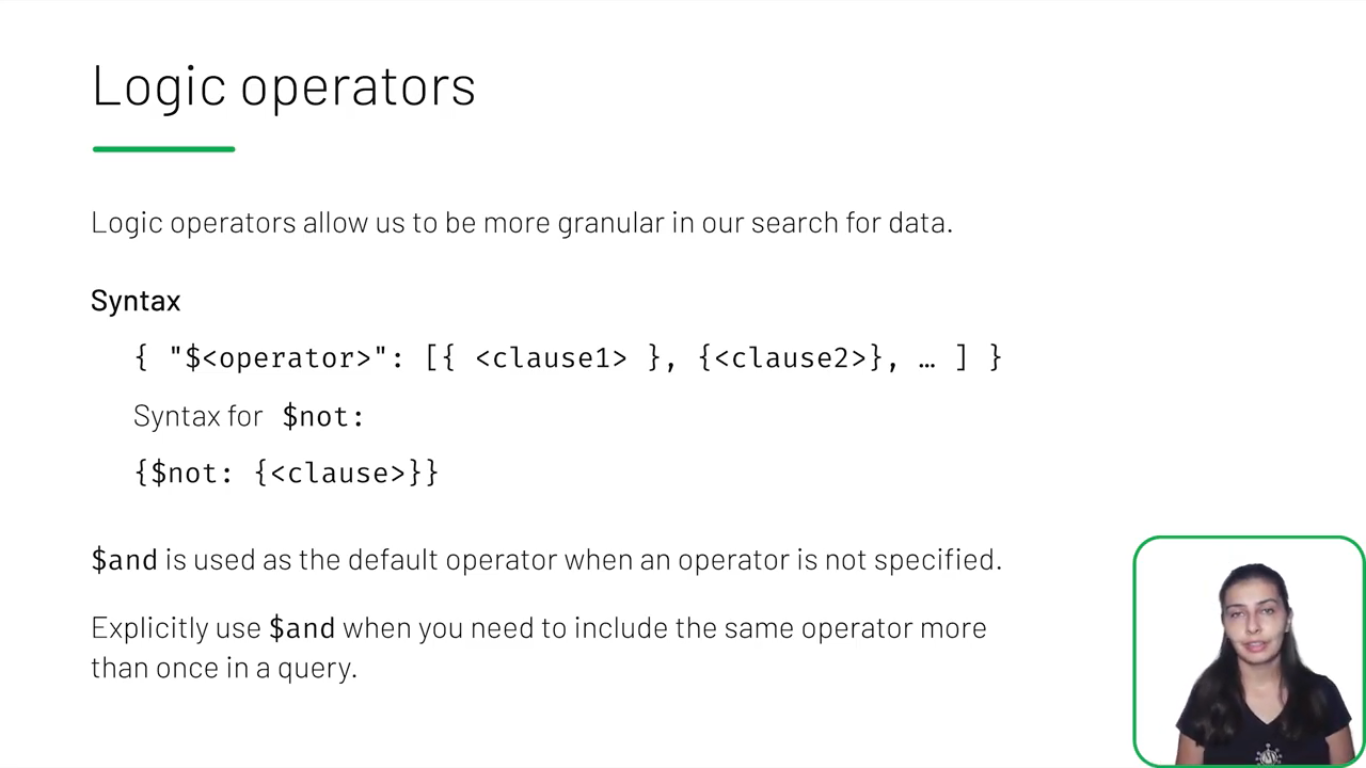 Logic operators
Logic operators allow us to be more granular in our search for data.
Syntax
{ "$<operator>": [{ <clause1> }, {<clause2>}, … ] }
Syntax for $not:
{$not: {<clause>}}
$and is used as the default operator when an operator is not specified.
Explicitly use $and when you need to include the same operator more
than once in a query.